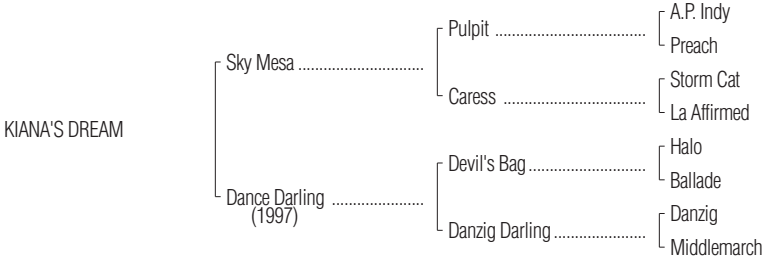 A.P. Indy
Pulpit ....................................
Preach
Sky Mesa ..............................
Storm Cat
Caress ..................................
La Affirmed
KIANA'S DREAM
Halo
Devil's Bag............................
Ballade
Dance Darling ......................
(1997)
Danzig
Danzig Darling ......................
Middlemarch